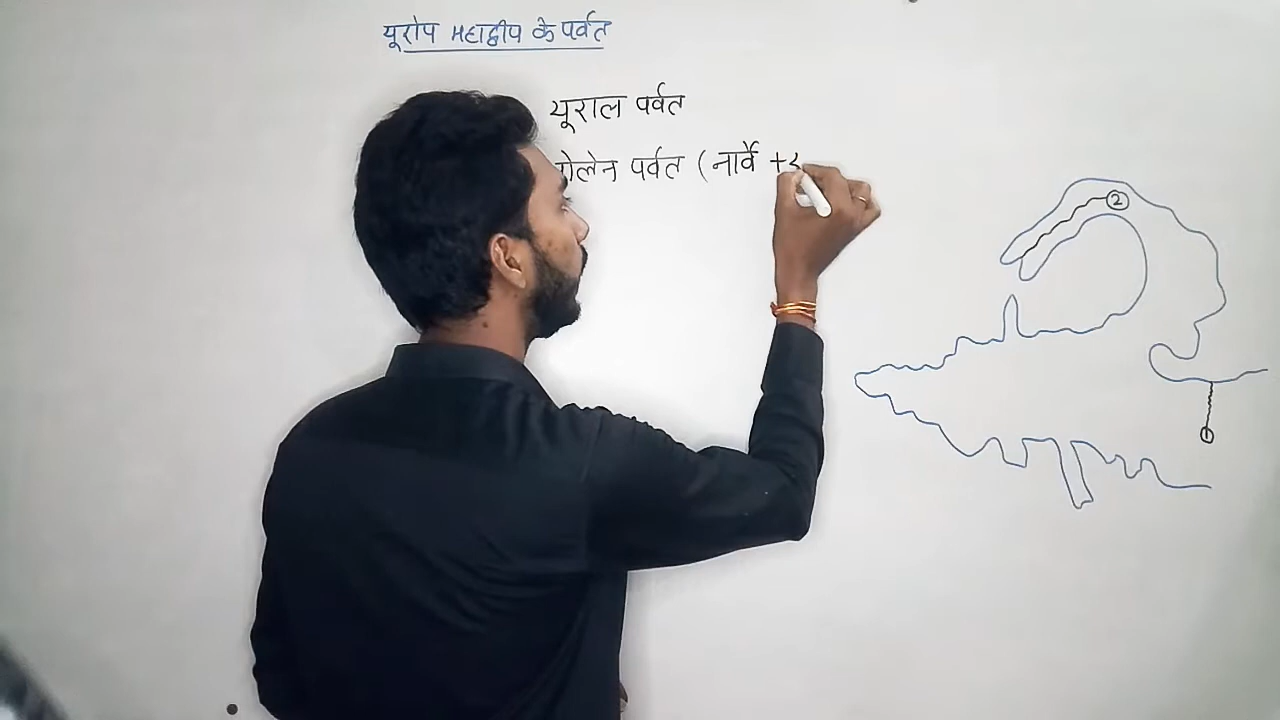 यूरोप महाद्वीप के पर्वत
यूराल पर्वत
पर्वत (नार्वे +
②
①